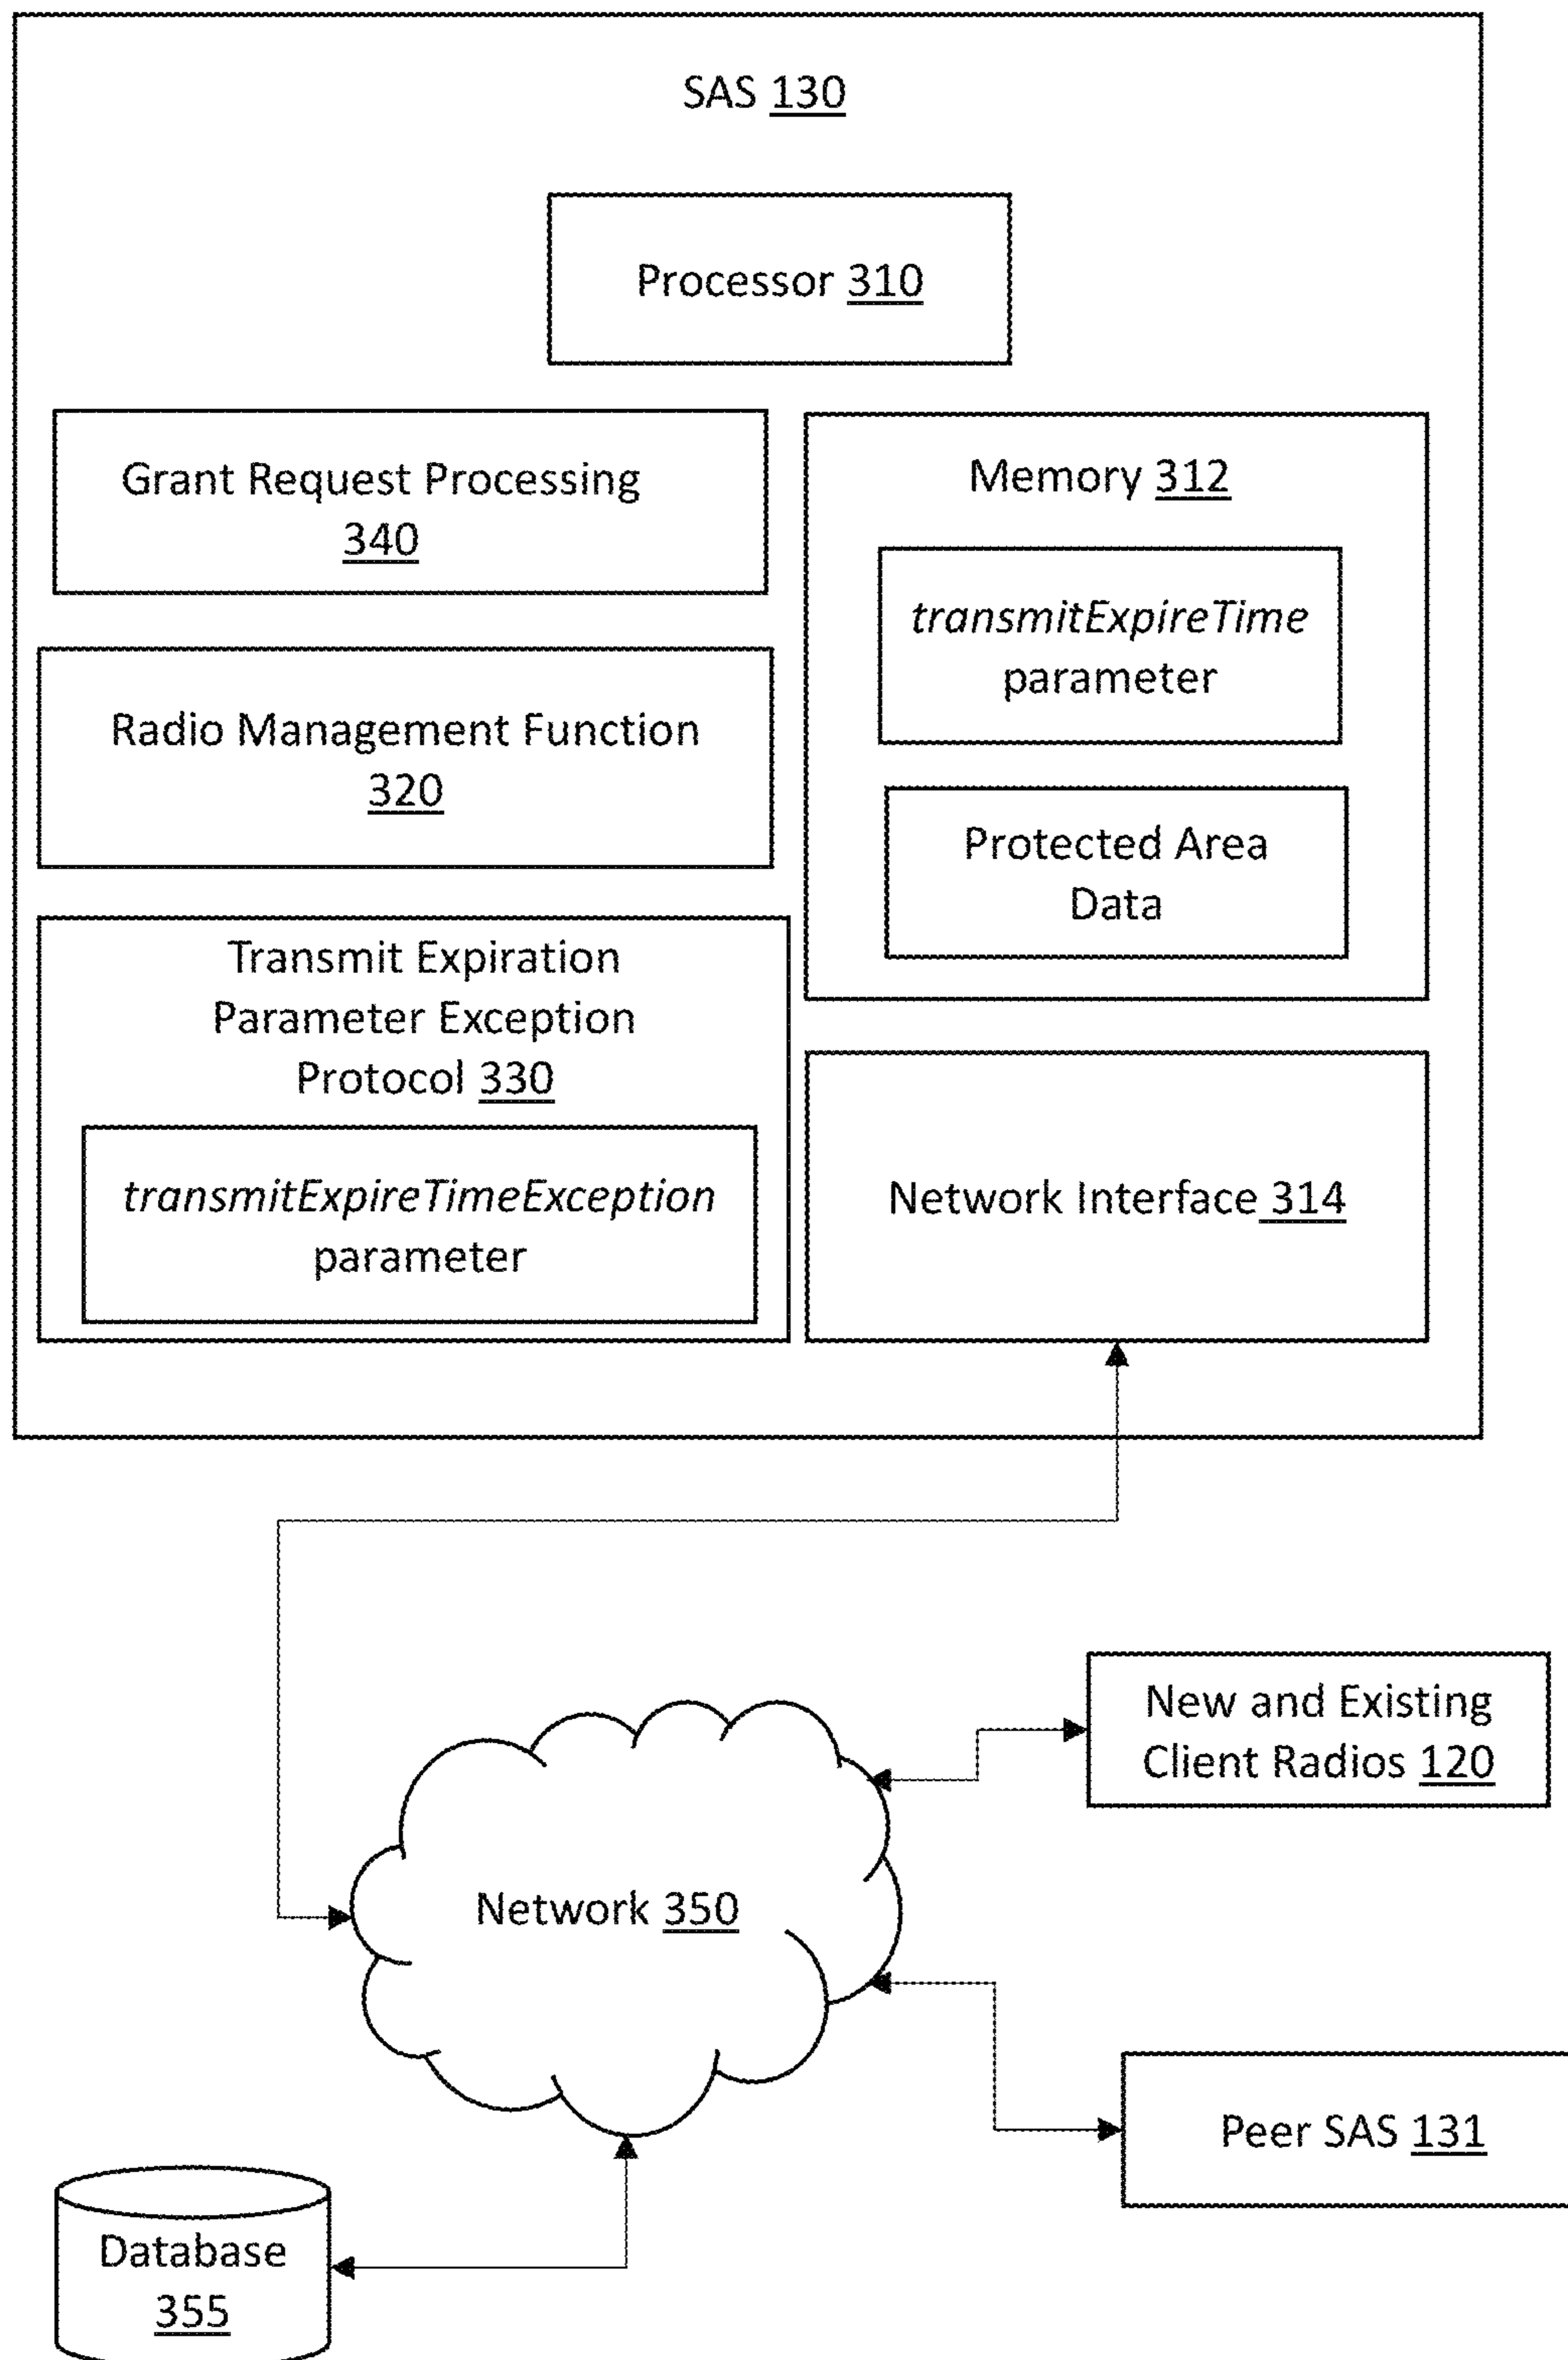 SAS 130
Processor 310
Grant Request Processing
340
Memory 312
transmitExpireTime
parameter
Radio Management Function
320
Protected Area
Data
Transmit Expiration
Parameter Exception
Protocol 330
transmitExpireTimeException
parameter
Network Interface 314
New and Existing
Client Radios 120
Network 350
Peer SAS 131
Database
355